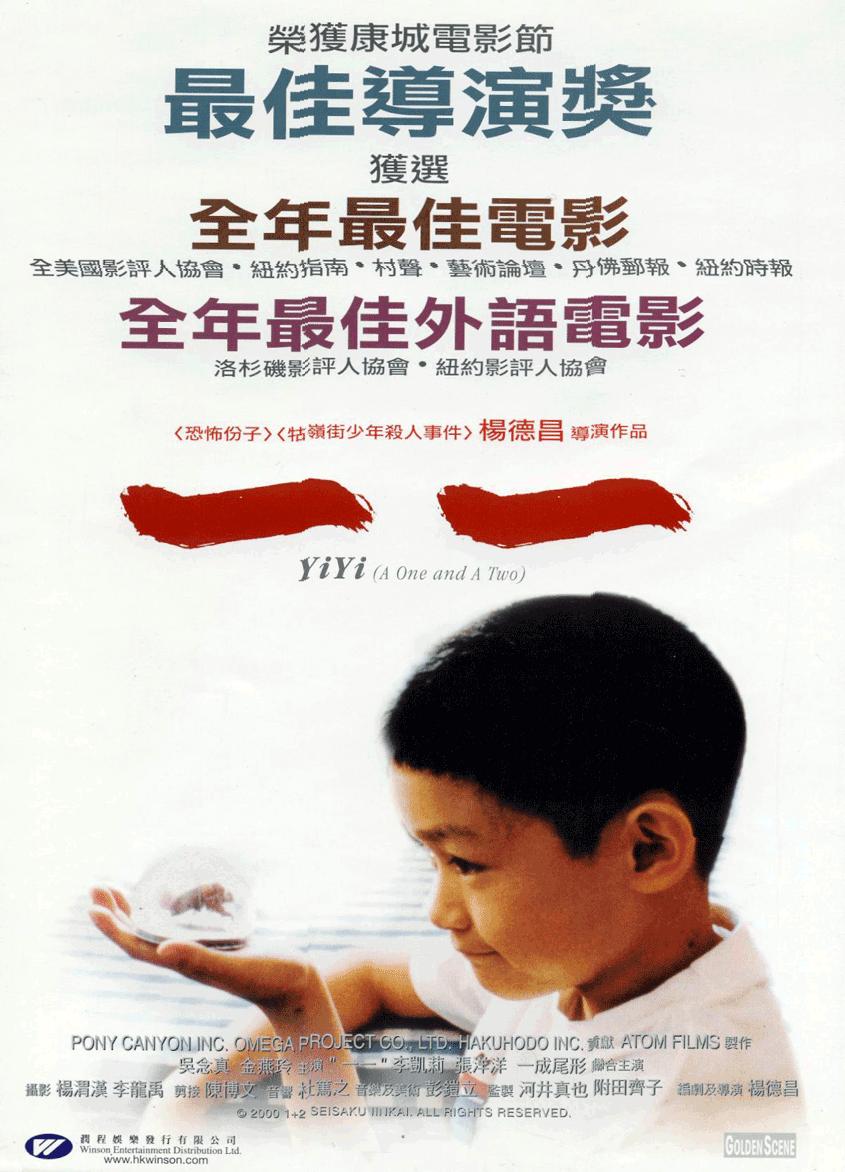 榮獲康城電影節
最佳導演獎
獲選
全年最佳電影
全美國影評人協會・紐約指南・村聲・藝術論壇・丹佛郵報・紐約時報
全年最佳外語電影
洛杉磯影評人協會・紐約影評人協會
〈恐怖份子〉〈牯嶺街少年殺人事件〉楊德昌 導演作品
一 一
YiYi (A One and A Two)
PONY CANYON INC. OMEGA PROJECT CO., LTD. HAKUHODO INC. 貢獻 ATOM FILMS 製作
吳念真 金燕玲 主演 "一一" 李凱莉 張洋洋 一成尾形 聯合主演
攝影 楊渭漢 李龍禹 剪接 陳博文 音響 杜篤之 音樂及美術 彭鎧立 監製 河井真也 附田齊子 編劇及導演 楊德昌
© 2000 1+2 SEISAKU IINKAI. ALL RIGHTS RESERVED.
潤程娛樂發行有限公司
Winson Entertainment Distribution Ltd.
www.hkwinson.com
GOLDEN SCENE